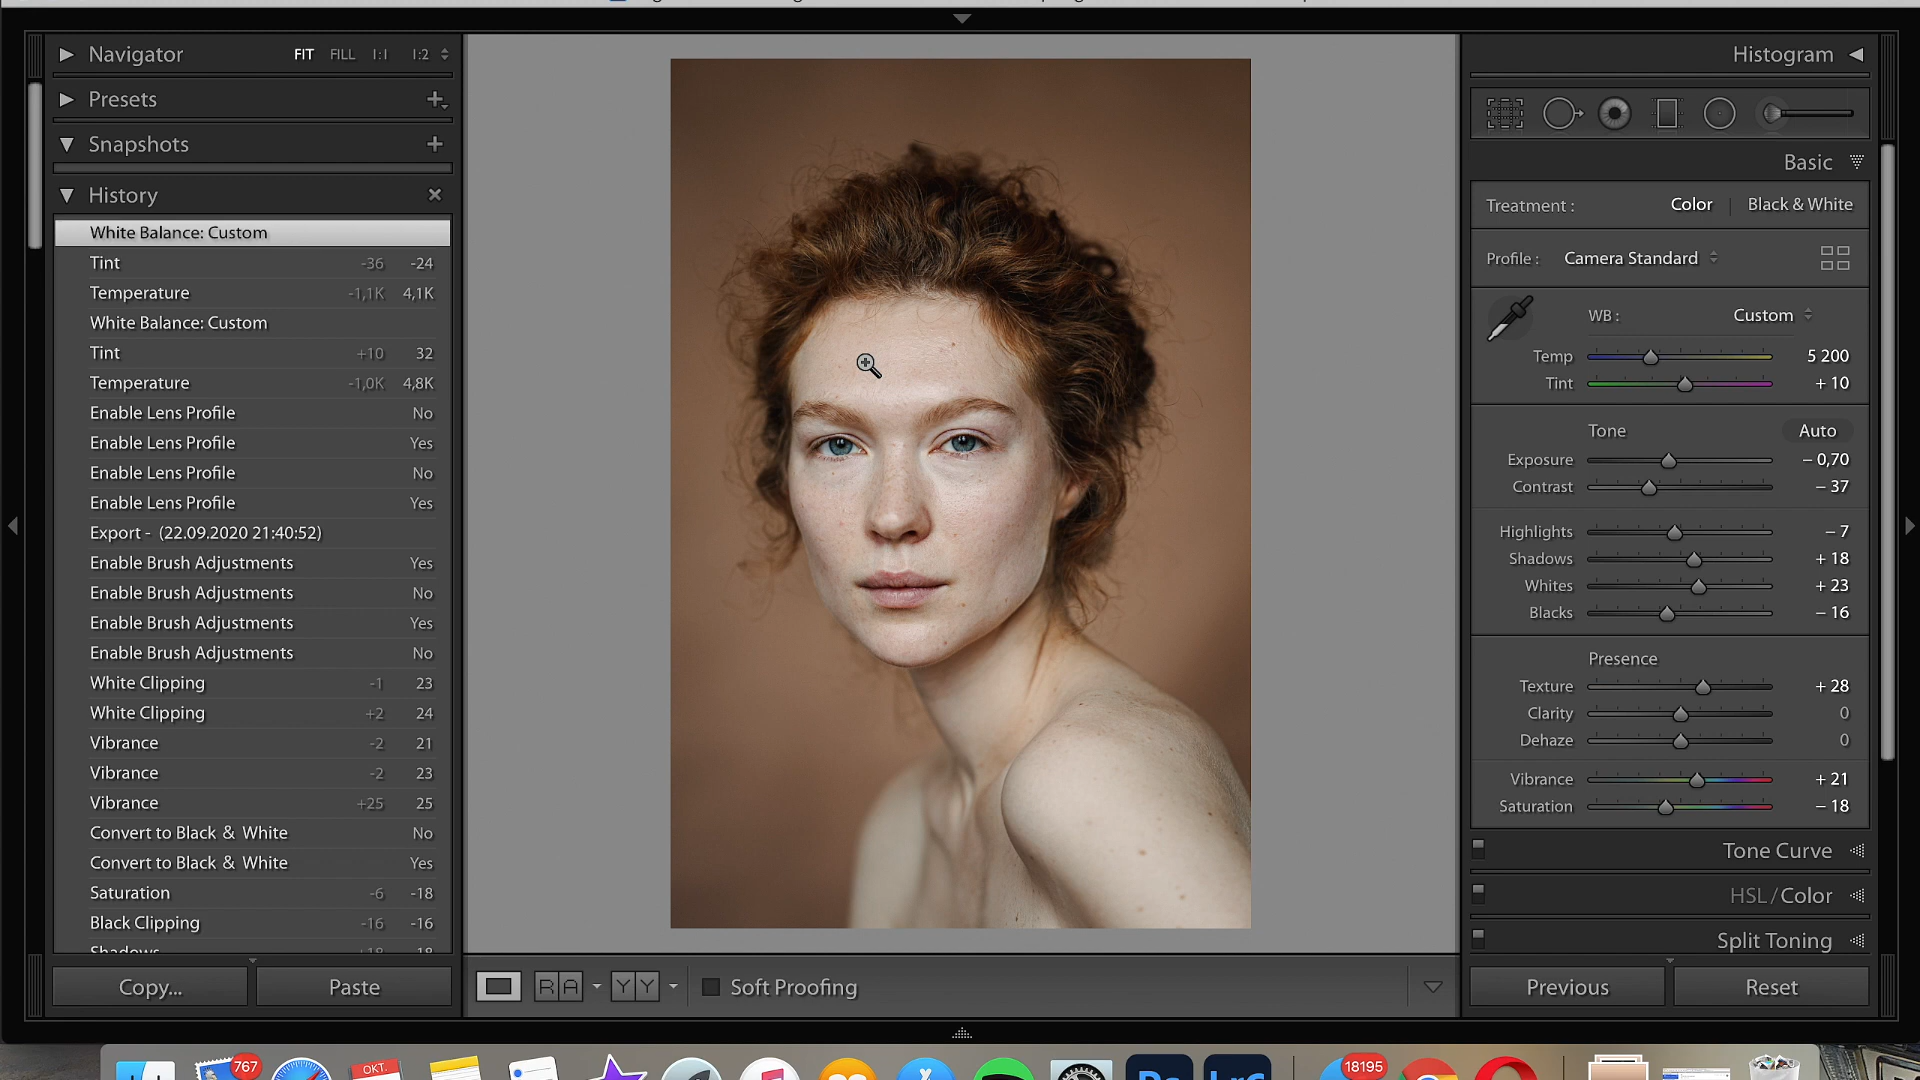 Navigator FIT FILL 1:1 1:2
Presets
Snapshots
History
White Balance: Custom
Tint -36 -24
Temperature -1,1K 4,1K
White Balance: Custom
Tint +10 32
Temperature -1,0K 4,8K
Enable Lens Profile No
Enable Lens Profile Yes
Enable Lens Profile No
Enable Lens Profile Yes
Export - (22.09.2020 21:40:52)
Enable Brush Adjustments Yes
Enable Brush Adjustments No
Enable Brush Adjustments Yes
Enable Brush Adjustments No
White Clipping -1 23
White Clipping +2 24
Vibrance -2 21
Vibrance -2 23
Vibrance +25 25
Convert to Black & White No
Convert to Black & White Yes
Saturation -6 -18
Black Clipping -16 -16
Shadows +18 18
Copy... Paste
RA YY Soft Proofing
Histogram
Basic
Treatment : Color Black & White
Profile : Camera Standard
WB : Custom
Temp 5 200
Tint + 10
Tone Auto
Exposure – 0,70
Contrast – 37
Highlights – 7
Shadows + 18
Whites + 23
Blacks – 16
Presence
Texture + 28
Clarity 0
Dehaze 0
Vibrance + 21
Saturation – 18
Tone Curve
HSL / Color
Split Toning
Previous Reset
767 OKT. Ps LrC 18195